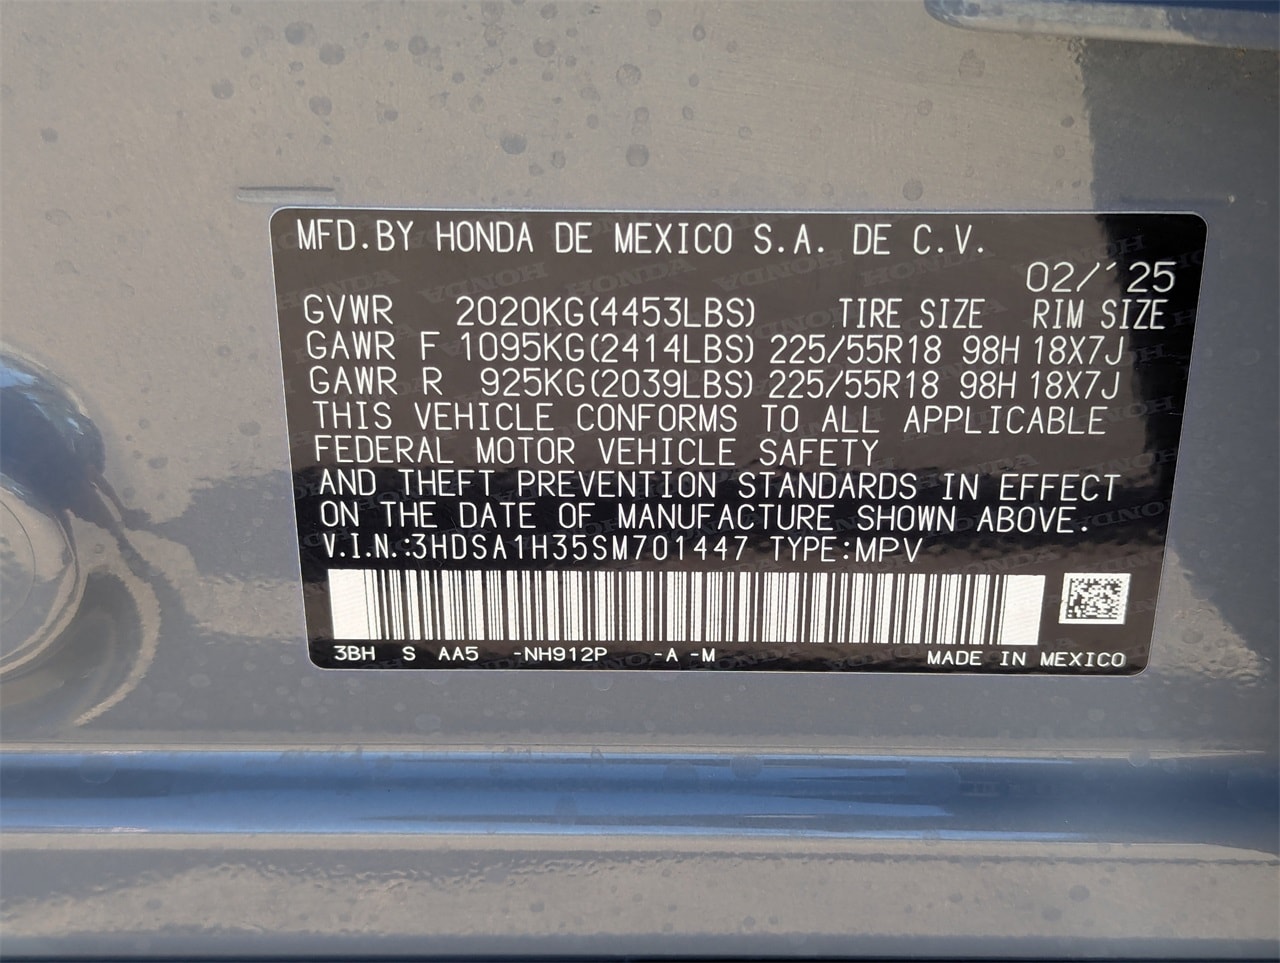 MFD.BY HONDA DE MEXICO S.A. DE C.V.
02/´25
GVWR 2020KG(4453LBS) TIRE SIZE RIM SIZE
GAWR F 1095KG(2414LBS) 225/55R18 98H 18X7J
GAWR R 925KG(2039LBS) 225/55R18 98H 18X7J
THIS VEHICLE CONFORMS TO ALL APPLICABLE
FEDERAL MOTOR VEHICLE SAFETY
AND THEFT PREVENTION STANDARDS IN EFFECT
ON THE DATE OF MANUFACTURE SHOWN ABOVE.
V.I.N.:3HDSA1H35SM701447 TYPE:MPV
3BH S AA5 -NH912P -A -M
MADE IN MEXICO